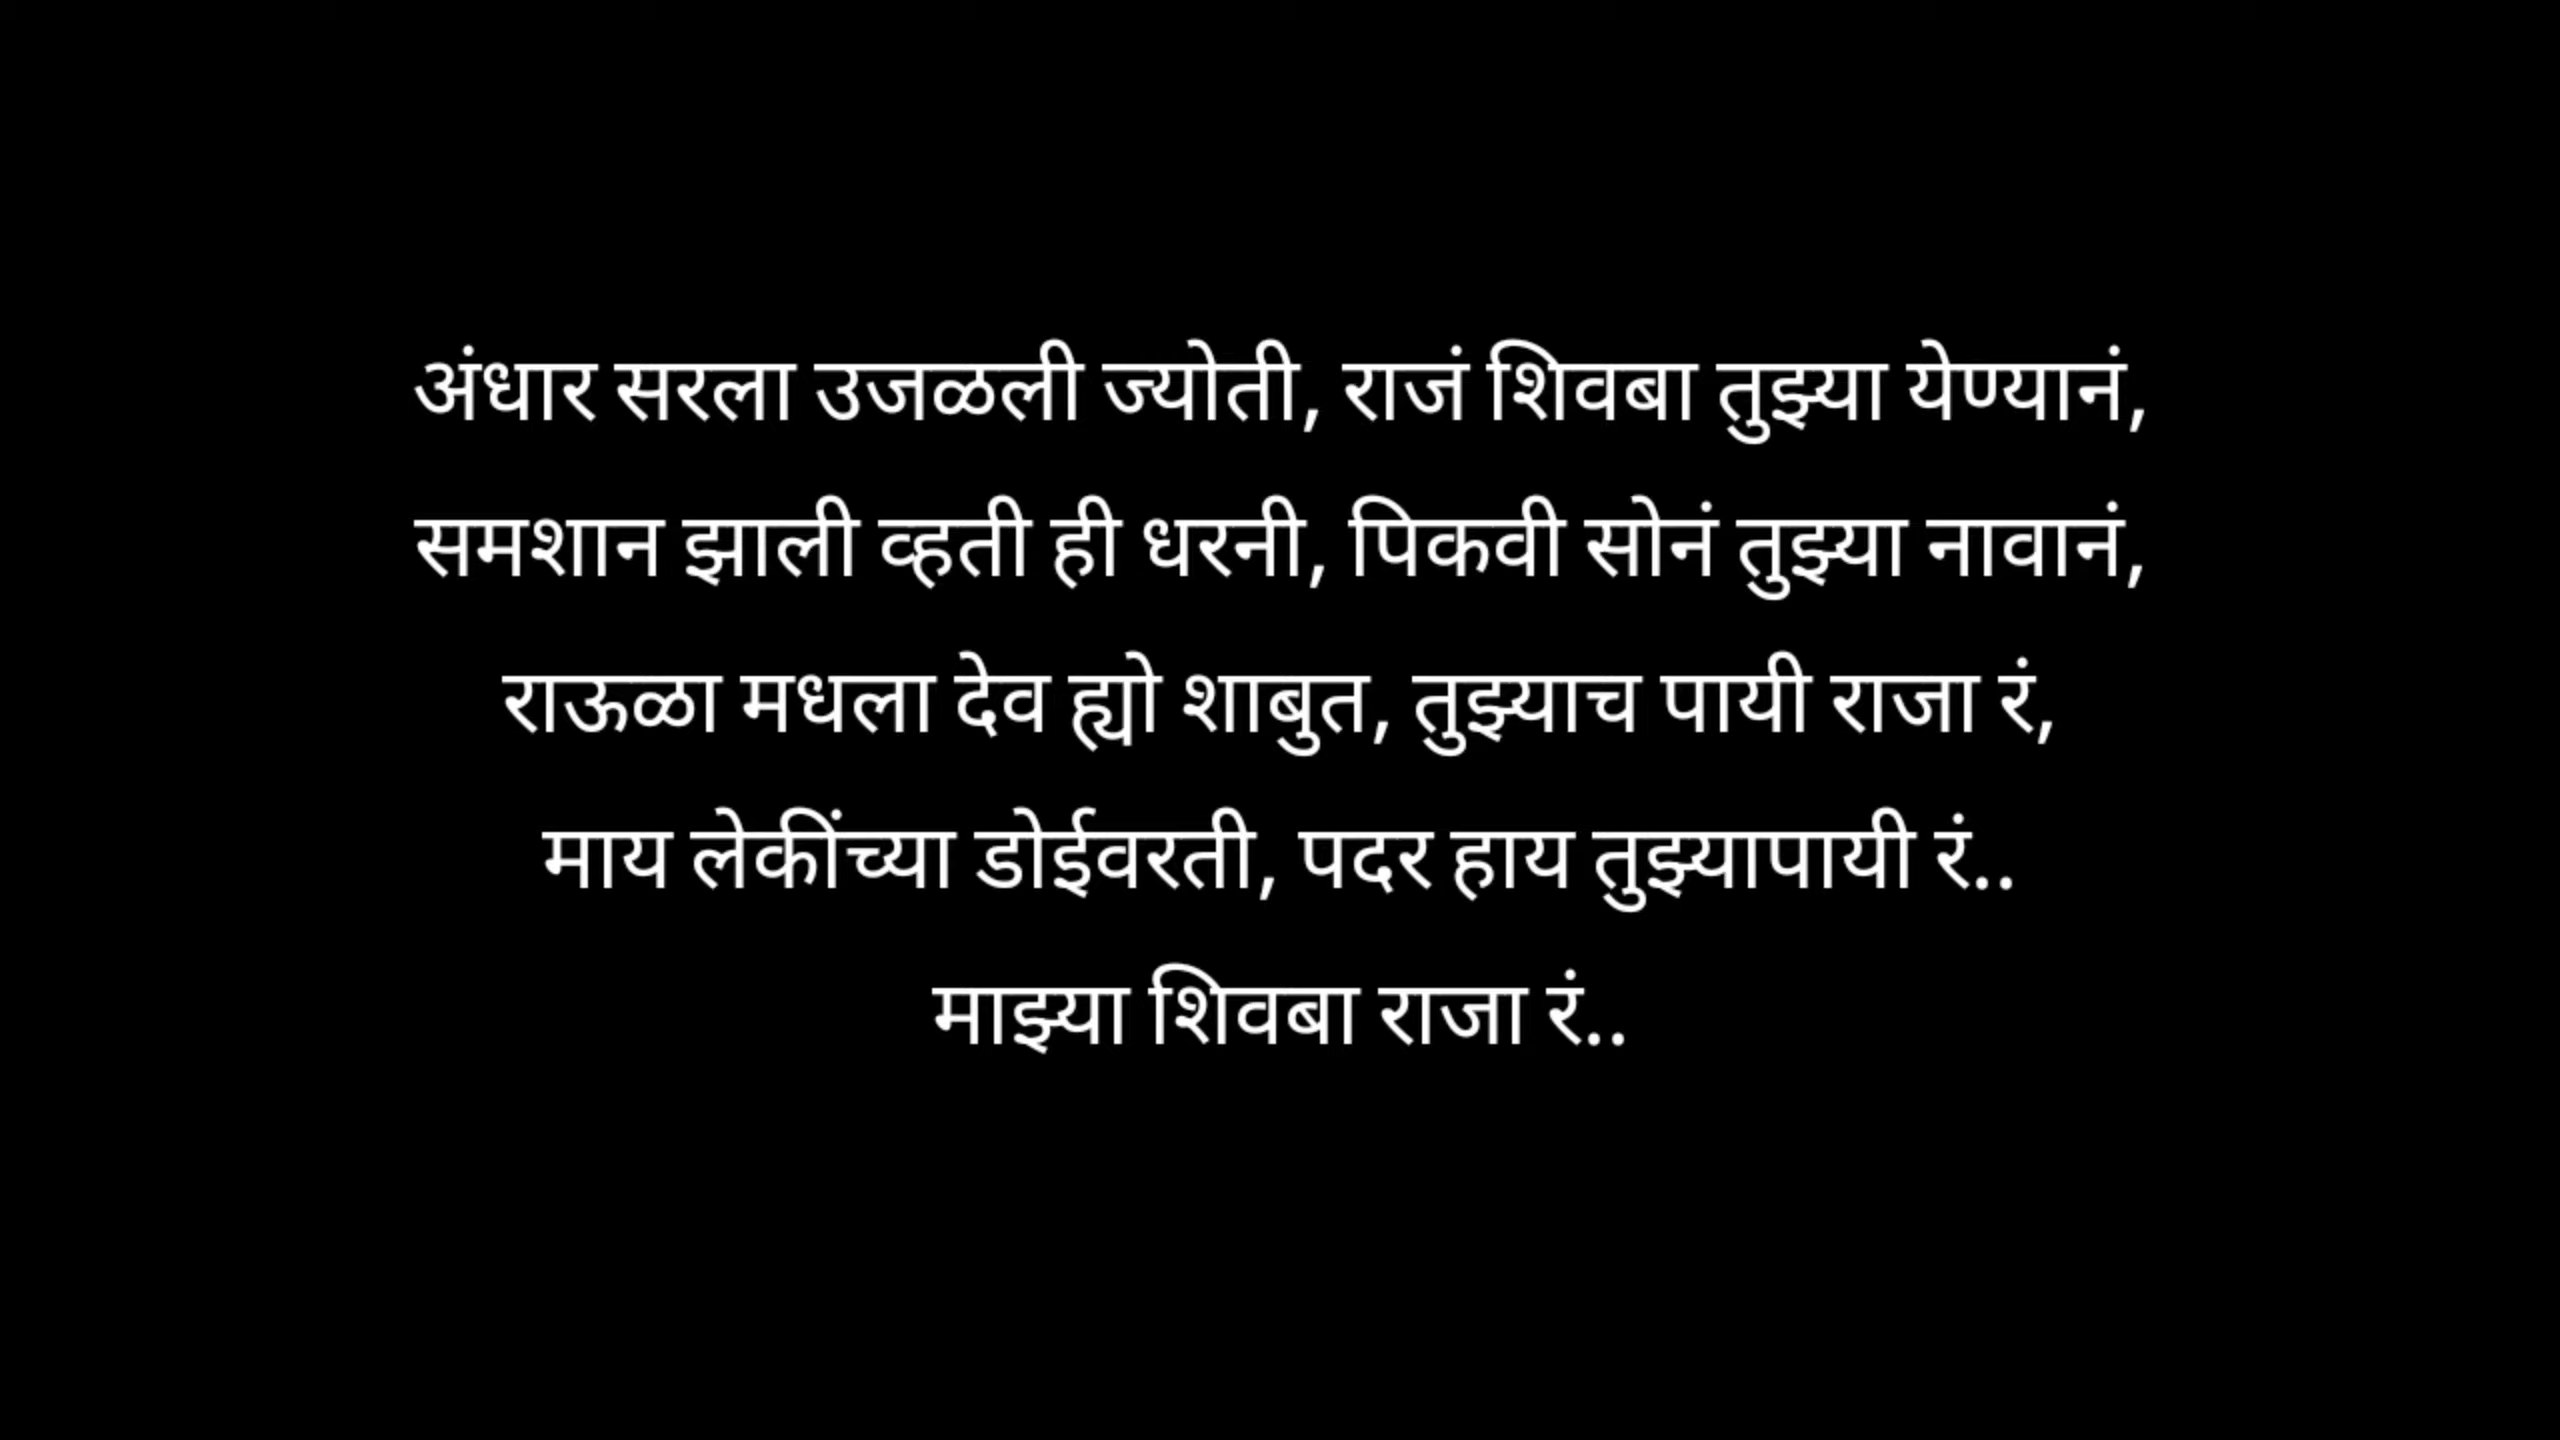 अंधार सरला उजळली ज्योती, राजं शिवबा तुझ्या येण्यानं,
समशान झाली व्हती ही धरनी, पिकवी सोनं तुझ्या नावानं,
राऊळा मधला देव ह्यो शाबुत, तुझ्याच पायी राजा रं,
माय लेकींच्या डोईवरती, पदर हाय तुझ्यापायी रं..
माझ्या शिवबा राजा रं..